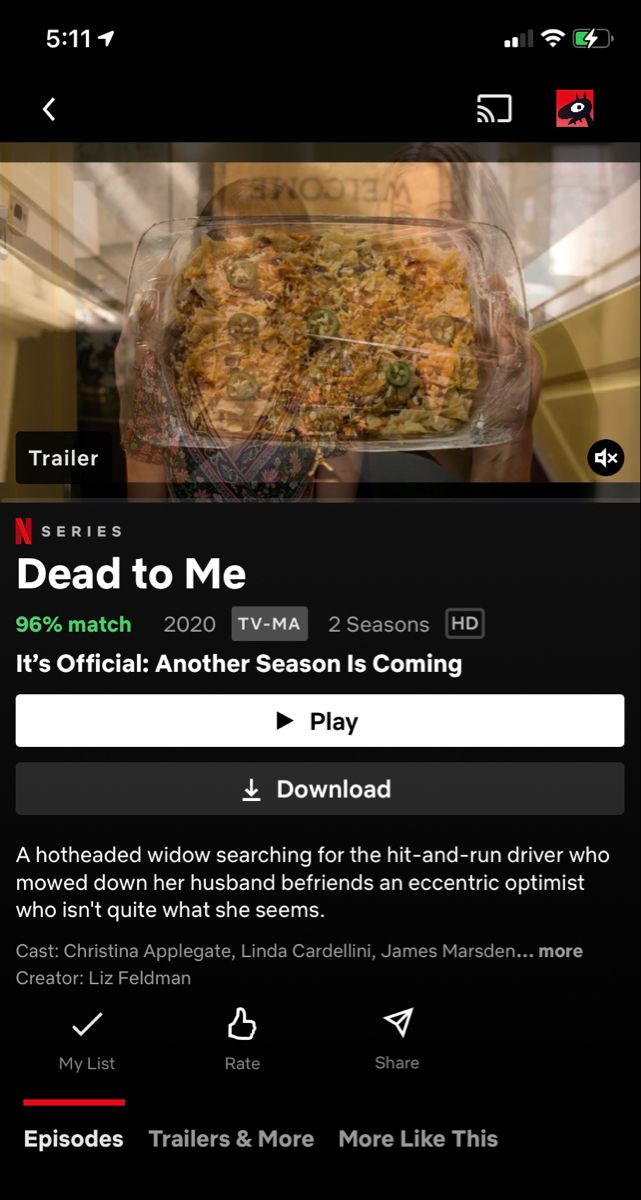 5:11
WELCOME
Trailer
N SERIES
Dead to Me
96% match 2020 TV-MA 2 Seasons HD
It’s Official: Another Season Is Coming
Play
Download
A hotheaded widow searching for the hit-and-run driver who
mowed down her husband befriends an eccentric optimist
who isn't quite what she seems.
Cast: Christina Applegate, Linda Cardellini, James Marsden... more
Creator: Liz Feldman
My List Rate Share
Episodes Trailers & More More Like This